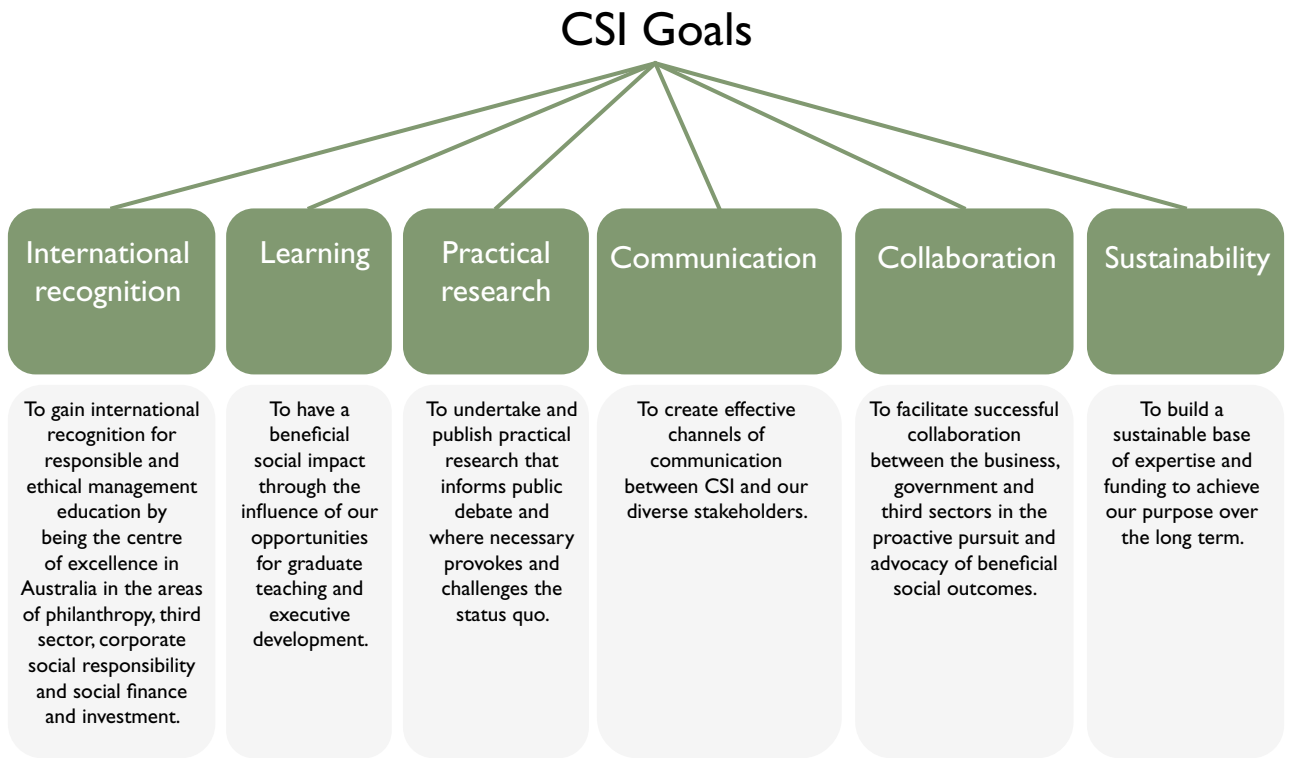 CSI Goals
International
recognition
Learning
Practical
research
Communication
Collaboration
Sustainability
To gain international
recognition for
responsible and
ethical management
education by
being the centre
of excellence in
Australia in the areas
of philanthropy, third
sector, corporate
social responsibility
and social finance
and investment.
To have a
beneficial
social impact
through the
influence of our
opportunities
for graduate
teaching and
executive
development.
To undertake and
publish practical
research that
informs public
debate and
where necessary
provokes and
challenges the
status quo.
To create effective
channels of
communication
between CSI and our
diverse stakeholders.
To facilitate successful
collaboration
between the business,
government and
third sectors in the
proactive pursuit and
advocacy of beneficial
social outcomes.
To build a
sustainable base
of expertise and
funding to achieve
our purpose over
the long term.